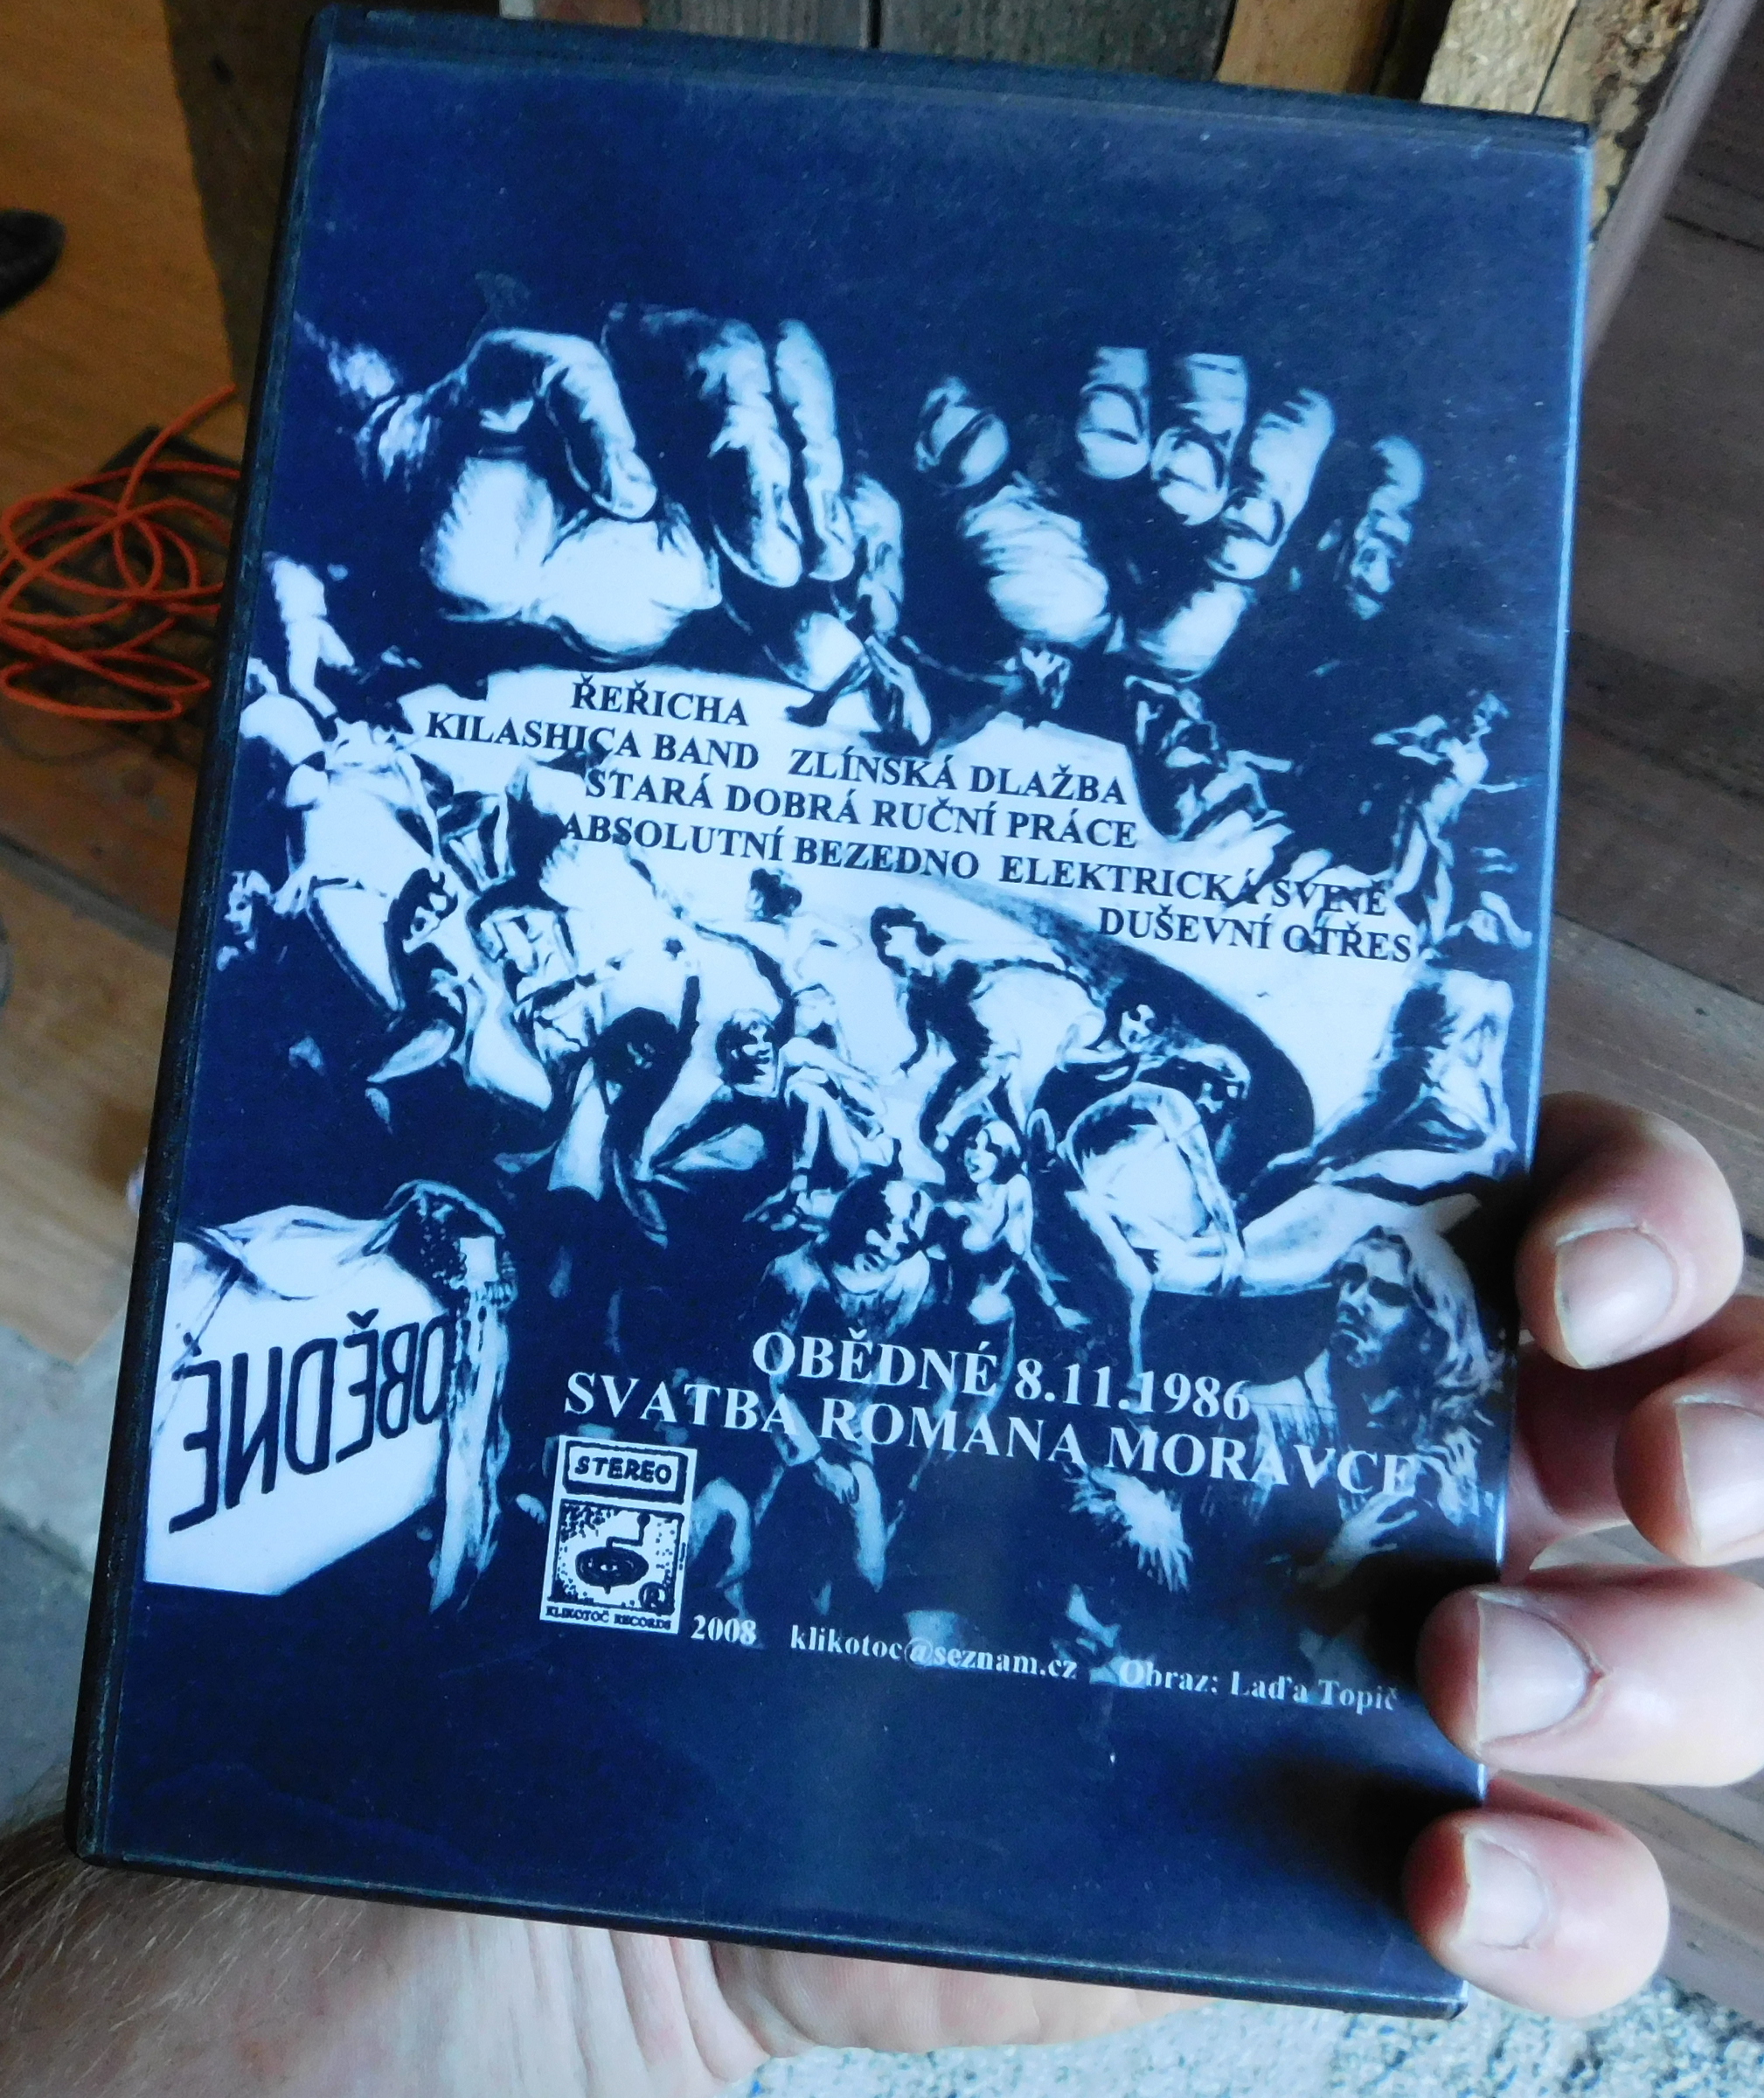 ŘEŘICHA
KILASHICA BAND ZLÍNSKÁ DLAŽBA
STARÁ DOBRÁ RUČNÍ PRÁCE
ABSOLUTNÍ BEZEDNO ELEKTRICKÁ SVINĚ
DUŠEVNÍ OTŘES
OBĚDNÉ
OBĚDNÉ 8.11.1986
SVATBA ROMANA MORAVCE
STEREO
KLIKOTOČ RECORDS
2008 klikotoc@seznam.cz Obraz: Laďa Topič